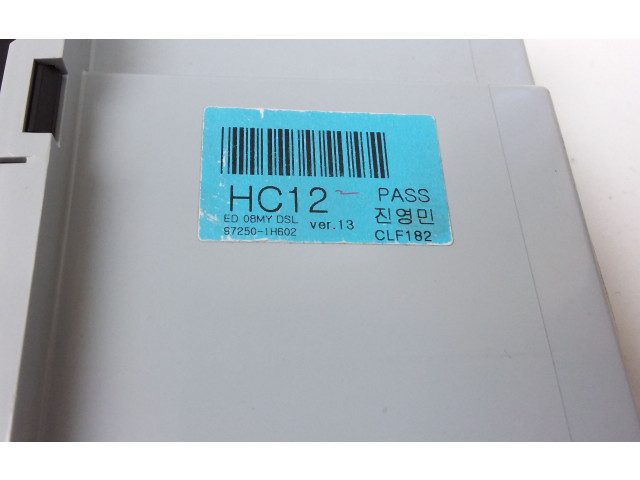 HC12 PASS
ED 08MY DSL ver.13 진영민
S7250-1H602 CLF182